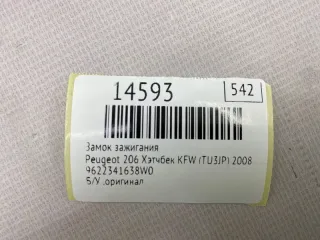 14593
542
Замок зажигания
Peugeot 206 Хэтчбек KFW (TU3JP) 2008
9622341638W0
Б/У .оригинал